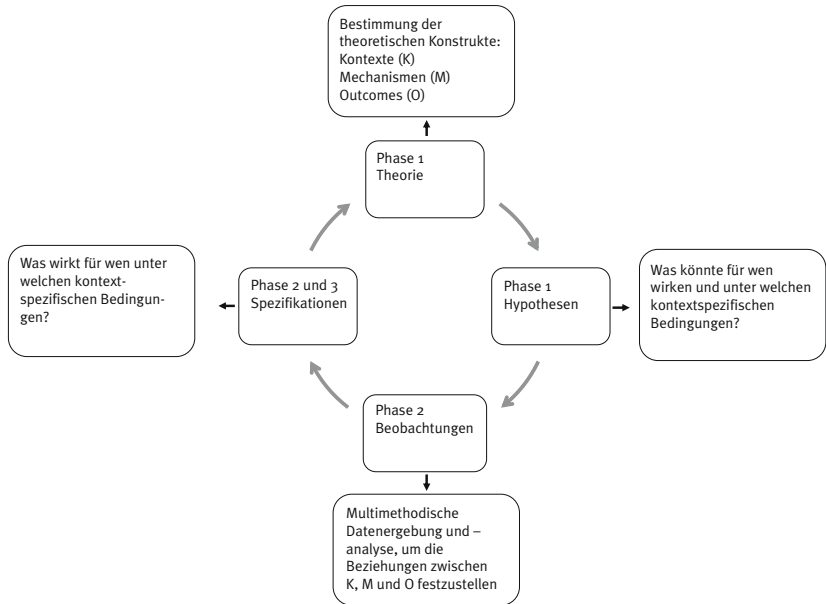 Bestimmung der
theoretischen Konstrukte:
Kontexte (K)
Mechanismen (M)
Outcomes (O)
Phase 1
Theorie
Was wirkt für wen unter
welchen kontext-
spezifischen Bedingun-
gen?
Phase 2 und 3
Spezifikationen
Phase 1
Hypothesen
Was könnte für wen
wirken und unter welchen
kontextspezifischen
Bedingungen?
Phase 2
Beobachtungen
Multimethodische
Datenergebung und –
analyse, um die
Beziehungen zwischen
K, M und O festzustellen